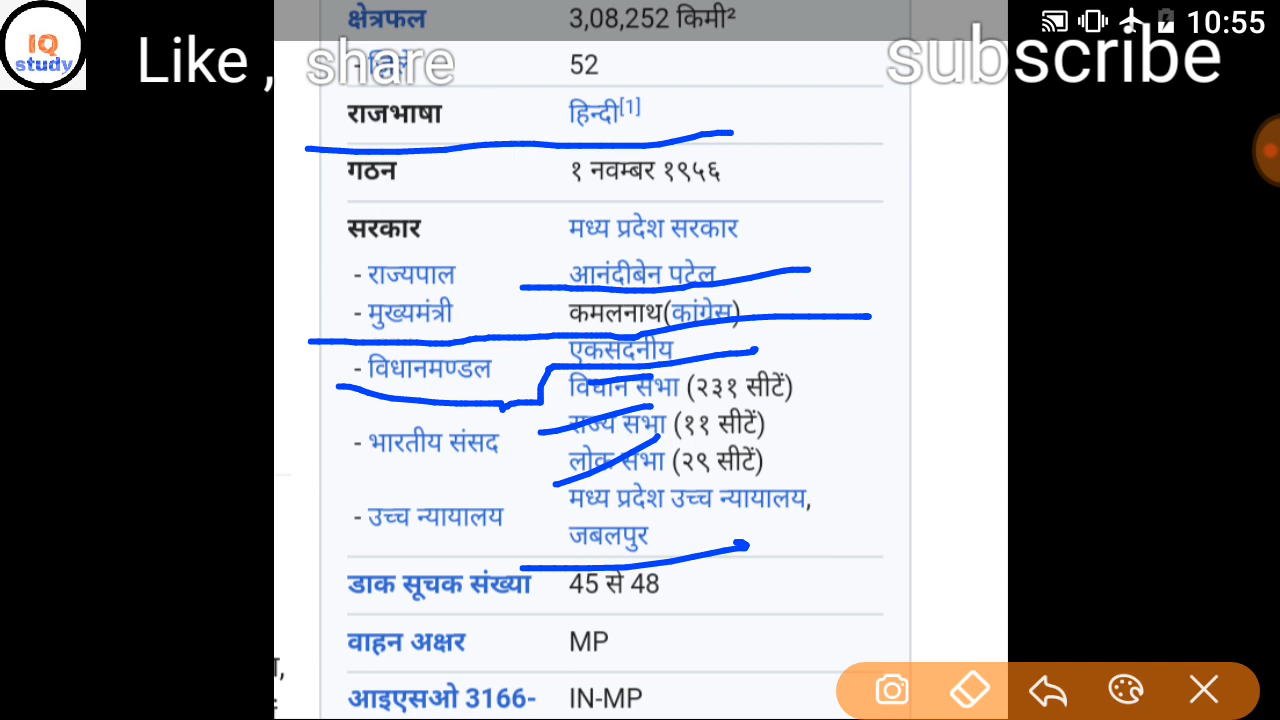 क्षेत्रफल 3,08,252 किमी²
10:55
IQ
study
Like , share subscribe
52
राजभाषा हिन्दी[1]
गठन १ नवम्बर १९५६
सरकार मध्य प्रदेश सरकार
- राज्यपाल आनंदीबेन पटेल
- मुख्यमंत्री कमलनाथ(कांग्रेस)
- विधानमण्डल एकसदनीय
विधान सभा (२३१ सीटें)
- भारतीय संसद राज्य सभा (११ सीटें)
लोक सभा (२९ सीटें)
- उच्च न्यायालय मध्य प्रदेश उच्च न्यायालय,
जबलपुर
डाक सूचक संख्या 45 से 48
वाहन अक्षर MP
आइएसओ 3166- IN-MP